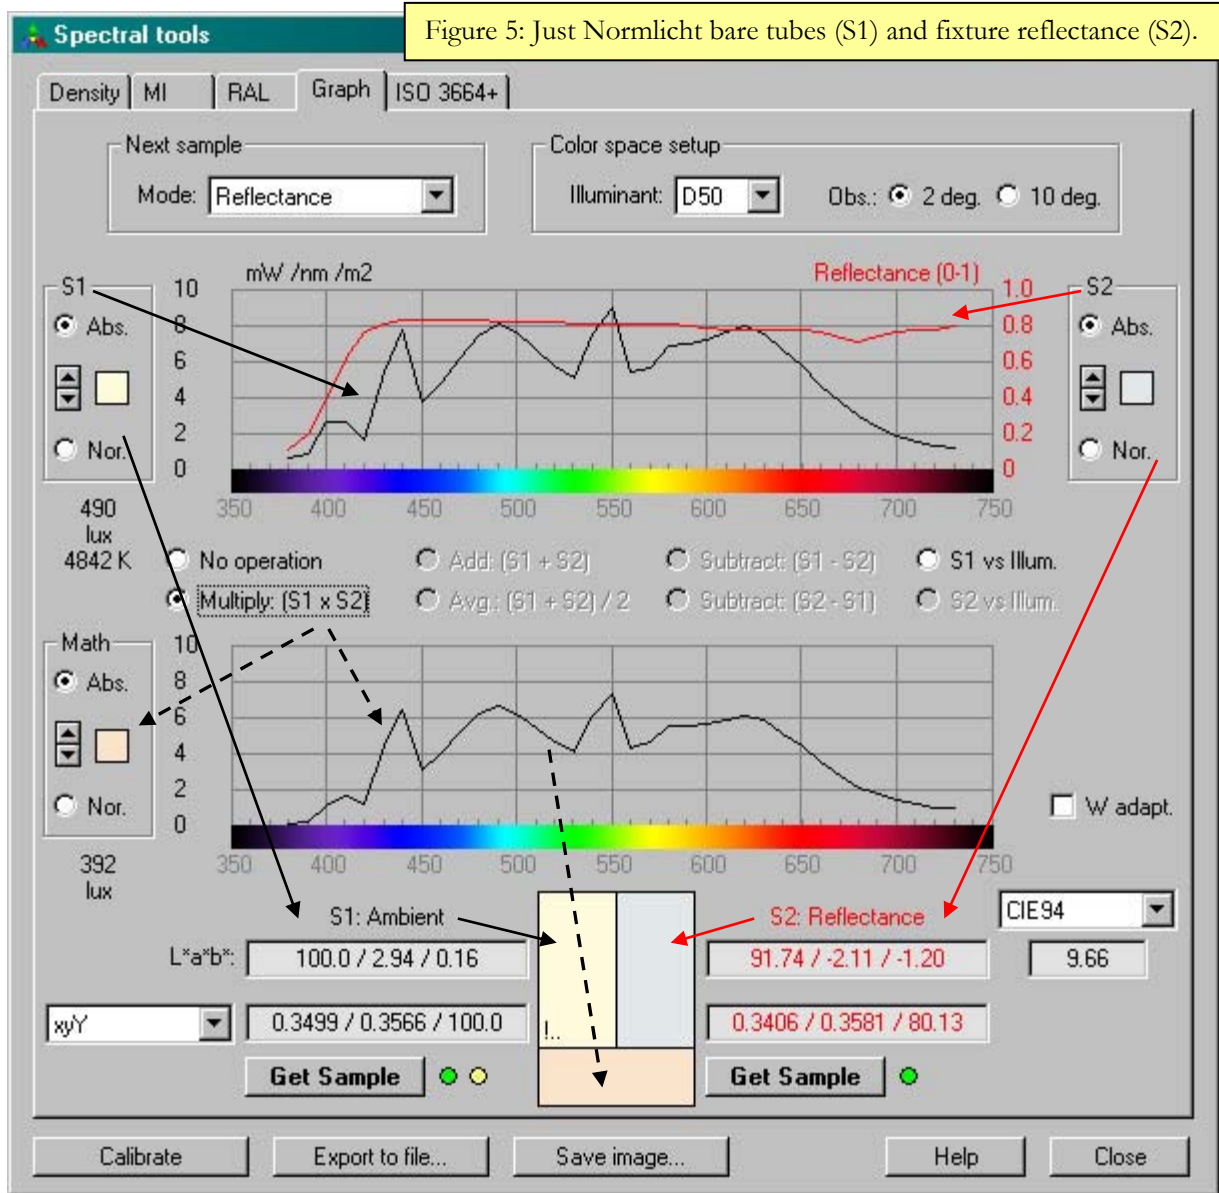 Spectral tools
Figure 5: Just Normlicht bare tubes (S1) and fixture reflectance (S2).
Density MI RAL Graph ISO 3664+
Next sample
Mode: Reflectance
Color space setup
Illuminant: D50 Obs.: 2 deg. 10 deg.
S1
Abs.
Nor.
490
lux
4842 K
mW /nm /m2
Reflectance (0-1)
10
8
6
4
2
0
1.0
0.8
0.6
0.4
0.2
0
S2
Abs.
Nor.
350 400 450 500 550 600 650 700 750
No operation Add: (S1 + S2) Subtract: (S1 - S2) S1 vs Illum.
Multiply: (S1 x S2) Avg.: (S1 + S2) / 2 Subtract: (S2 - S1) S2 vs Illum.
Math
Abs.
Nor.
392
lux
10
8
6
4
2
0
350 400 450 500 550 600 650 700 750
W adapt.
S1: Ambient S2: Reflectance CIE94
L*a*b*: 100.0 / 2.94 / 0.16 91.74 / -2.11 / -1.20 9.66
xyY 0.3499 / 0.3566 / 100.0 !.. 0.3406 / 0.3581 / 80.13
Get Sample Get Sample
Calibrate Export to file... Save image... Help Close